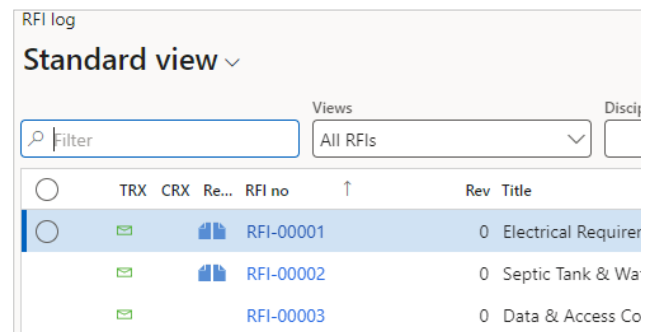 RFI log
Standard view
Views
Discip
Filter
All RFIs
TRX CRX Re... RFI no Rev Title
RFI-00001 0 Electrical Requirer
RFI-00002 0 Septic Tank & Wa
RFI-00003 0 Data & Access Co